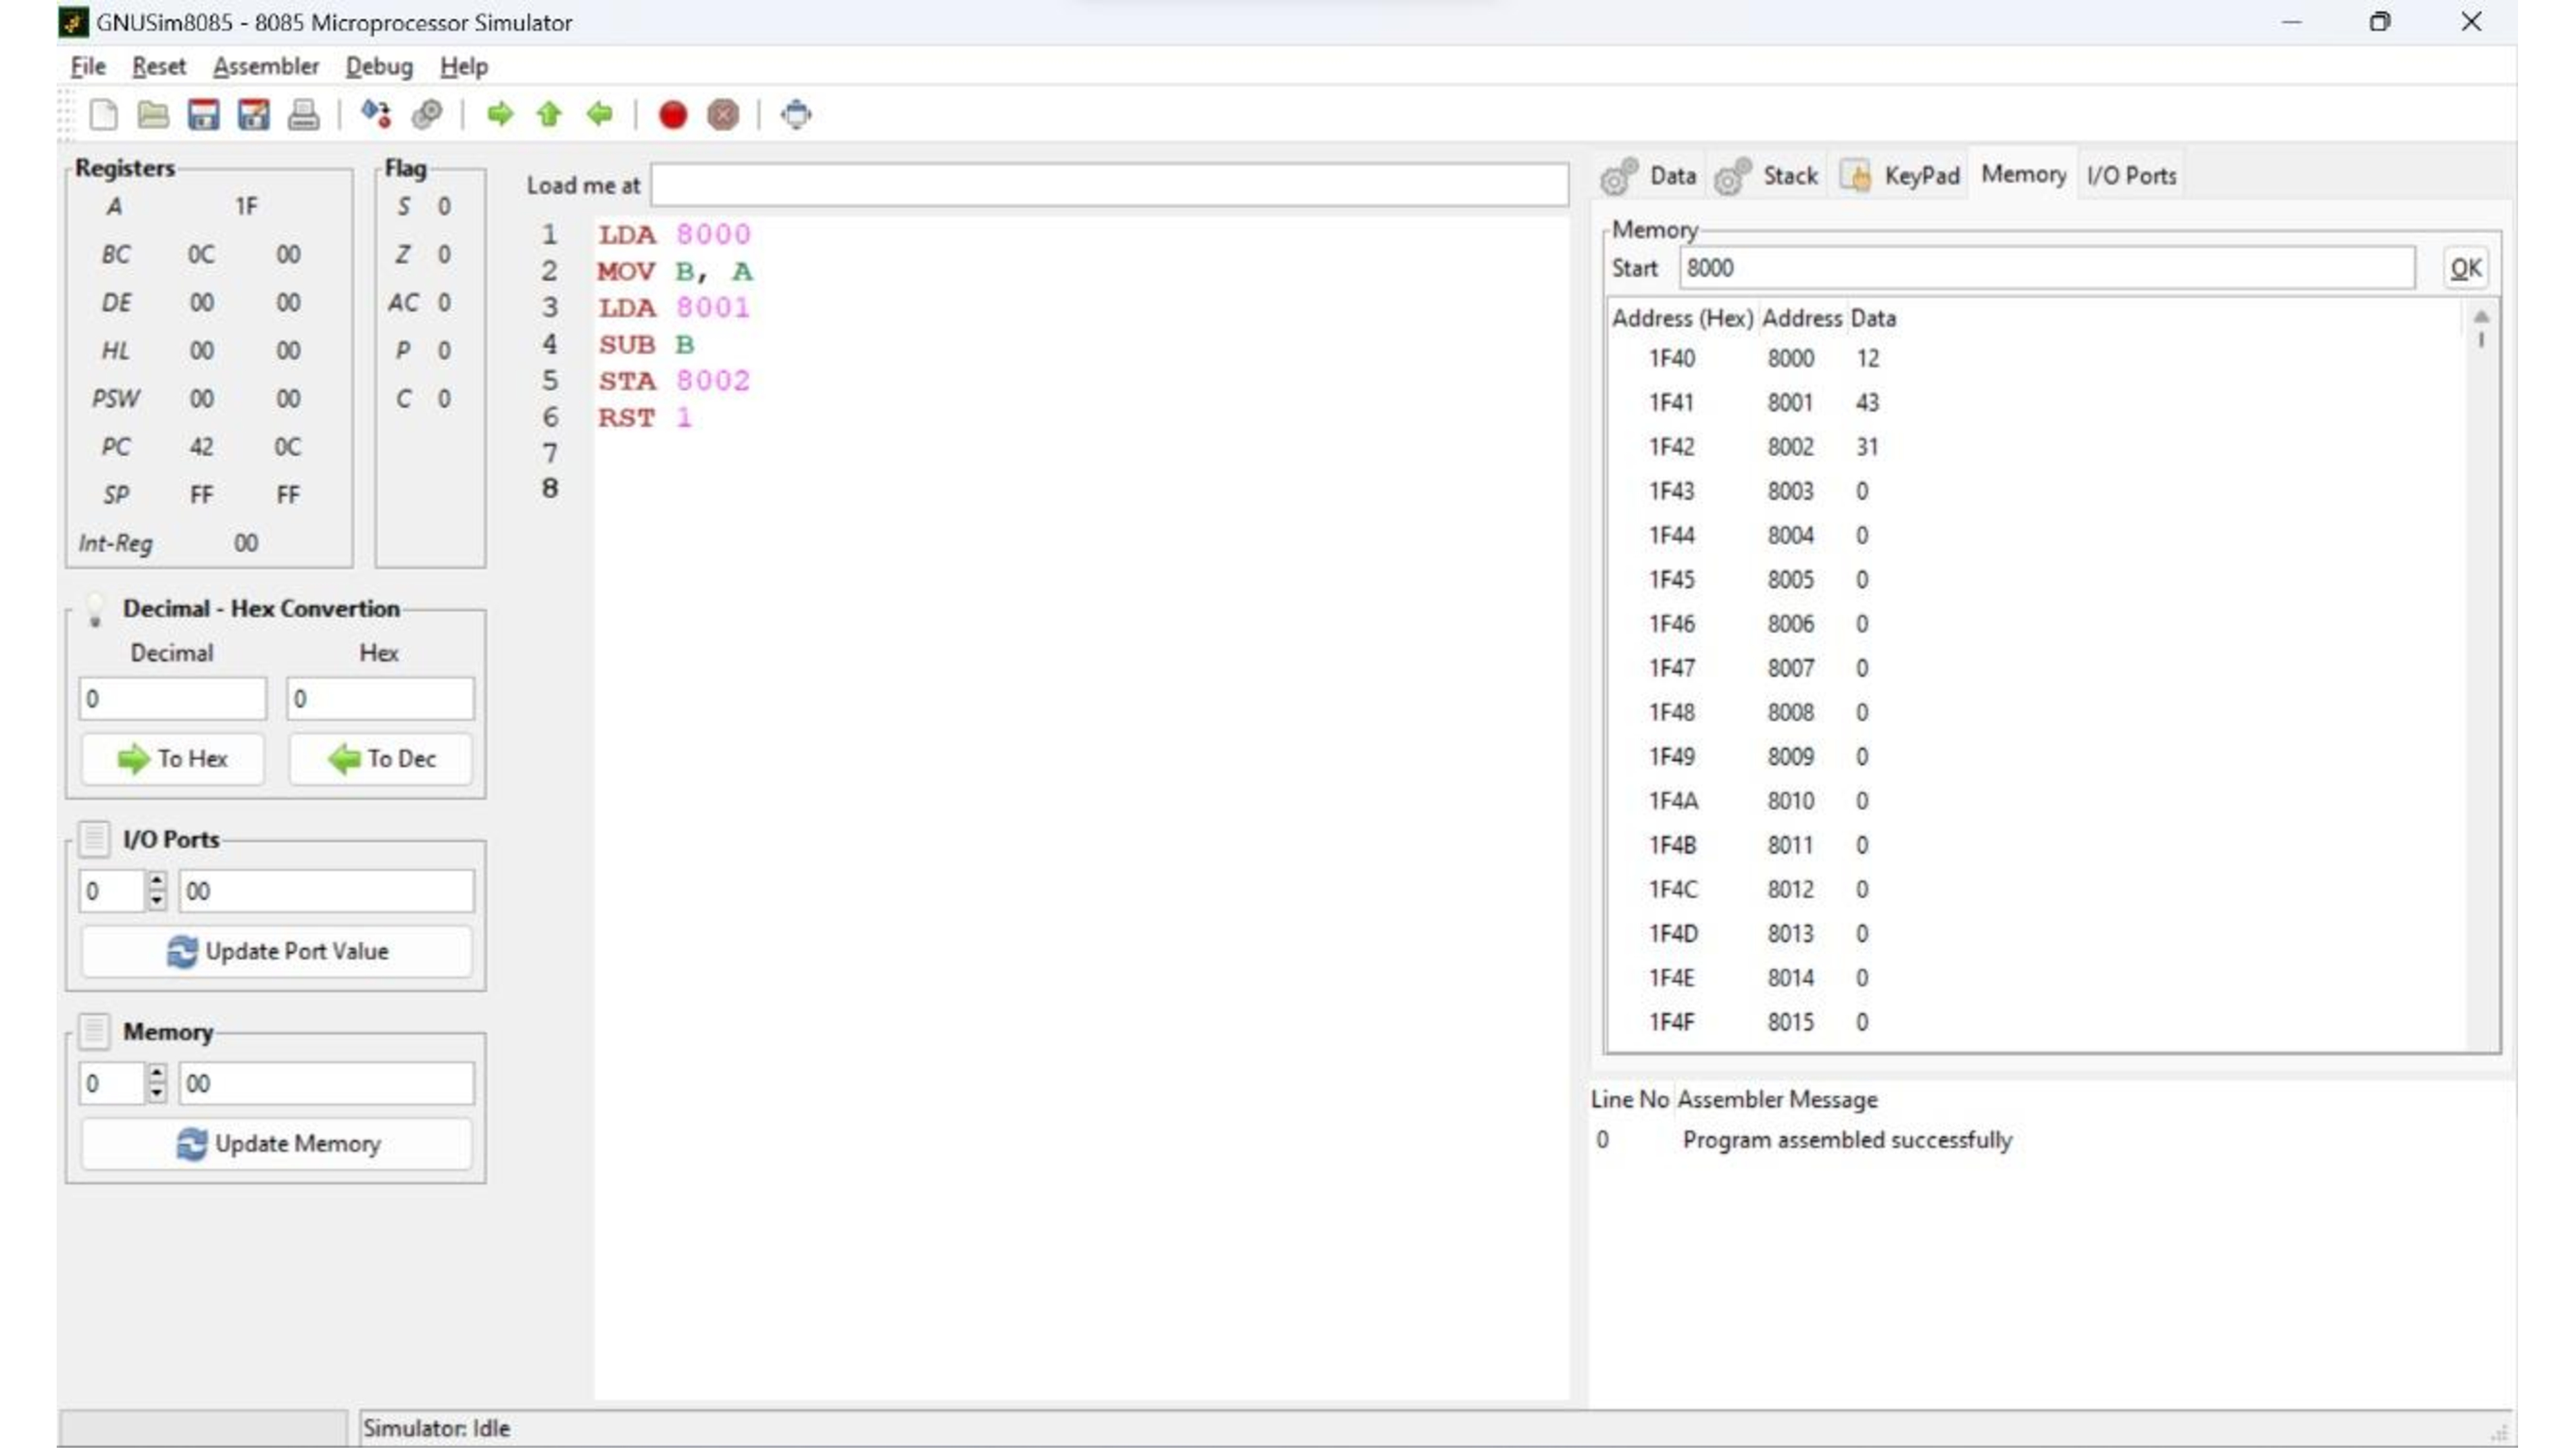 GNUSim8085 - 8085 Microprocessor Simulator
File Reset Assembler Debug Help
Registers
A 1F
BC 0C 00
DE 00 00
HL 00 00
PSW 00 00
PC 42 0C
SP FF FF
Int-Reg 00
Flag
S 0
Z 0
AC 0
P 0
C 0
Decimal - Hex Convertion
Decimal Hex
0 0
To Hex To Dec
I/O Ports
0 00
Update Port Value
Memory
0 00
Update Memory
Load me at
1 LDA 8000
2 MOV B, A
3 LDA 8001
4 SUB B
5 STA 8002
6 RST 1
7
8
Data Stack KeyPad Memory I/O Ports
Memory
Start 8000 OK
Address (Hex) Address Data
1F40 8000 12
1F41 8001 43
1F42 8002 31
1F43 8003 0
1F44 8004 0
1F45 8005 0
1F46 8006 0
1F47 8007 0
1F48 8008 0
1F49 8009 0
1F4A 8010 0
1F4B 8011 0
1F4C 8012 0
1F4D 8013 0
1F4E 8014 0
1F4F 8015 0
Line No Assembler Message
0 Program assembled successfully
Simulator: Idle